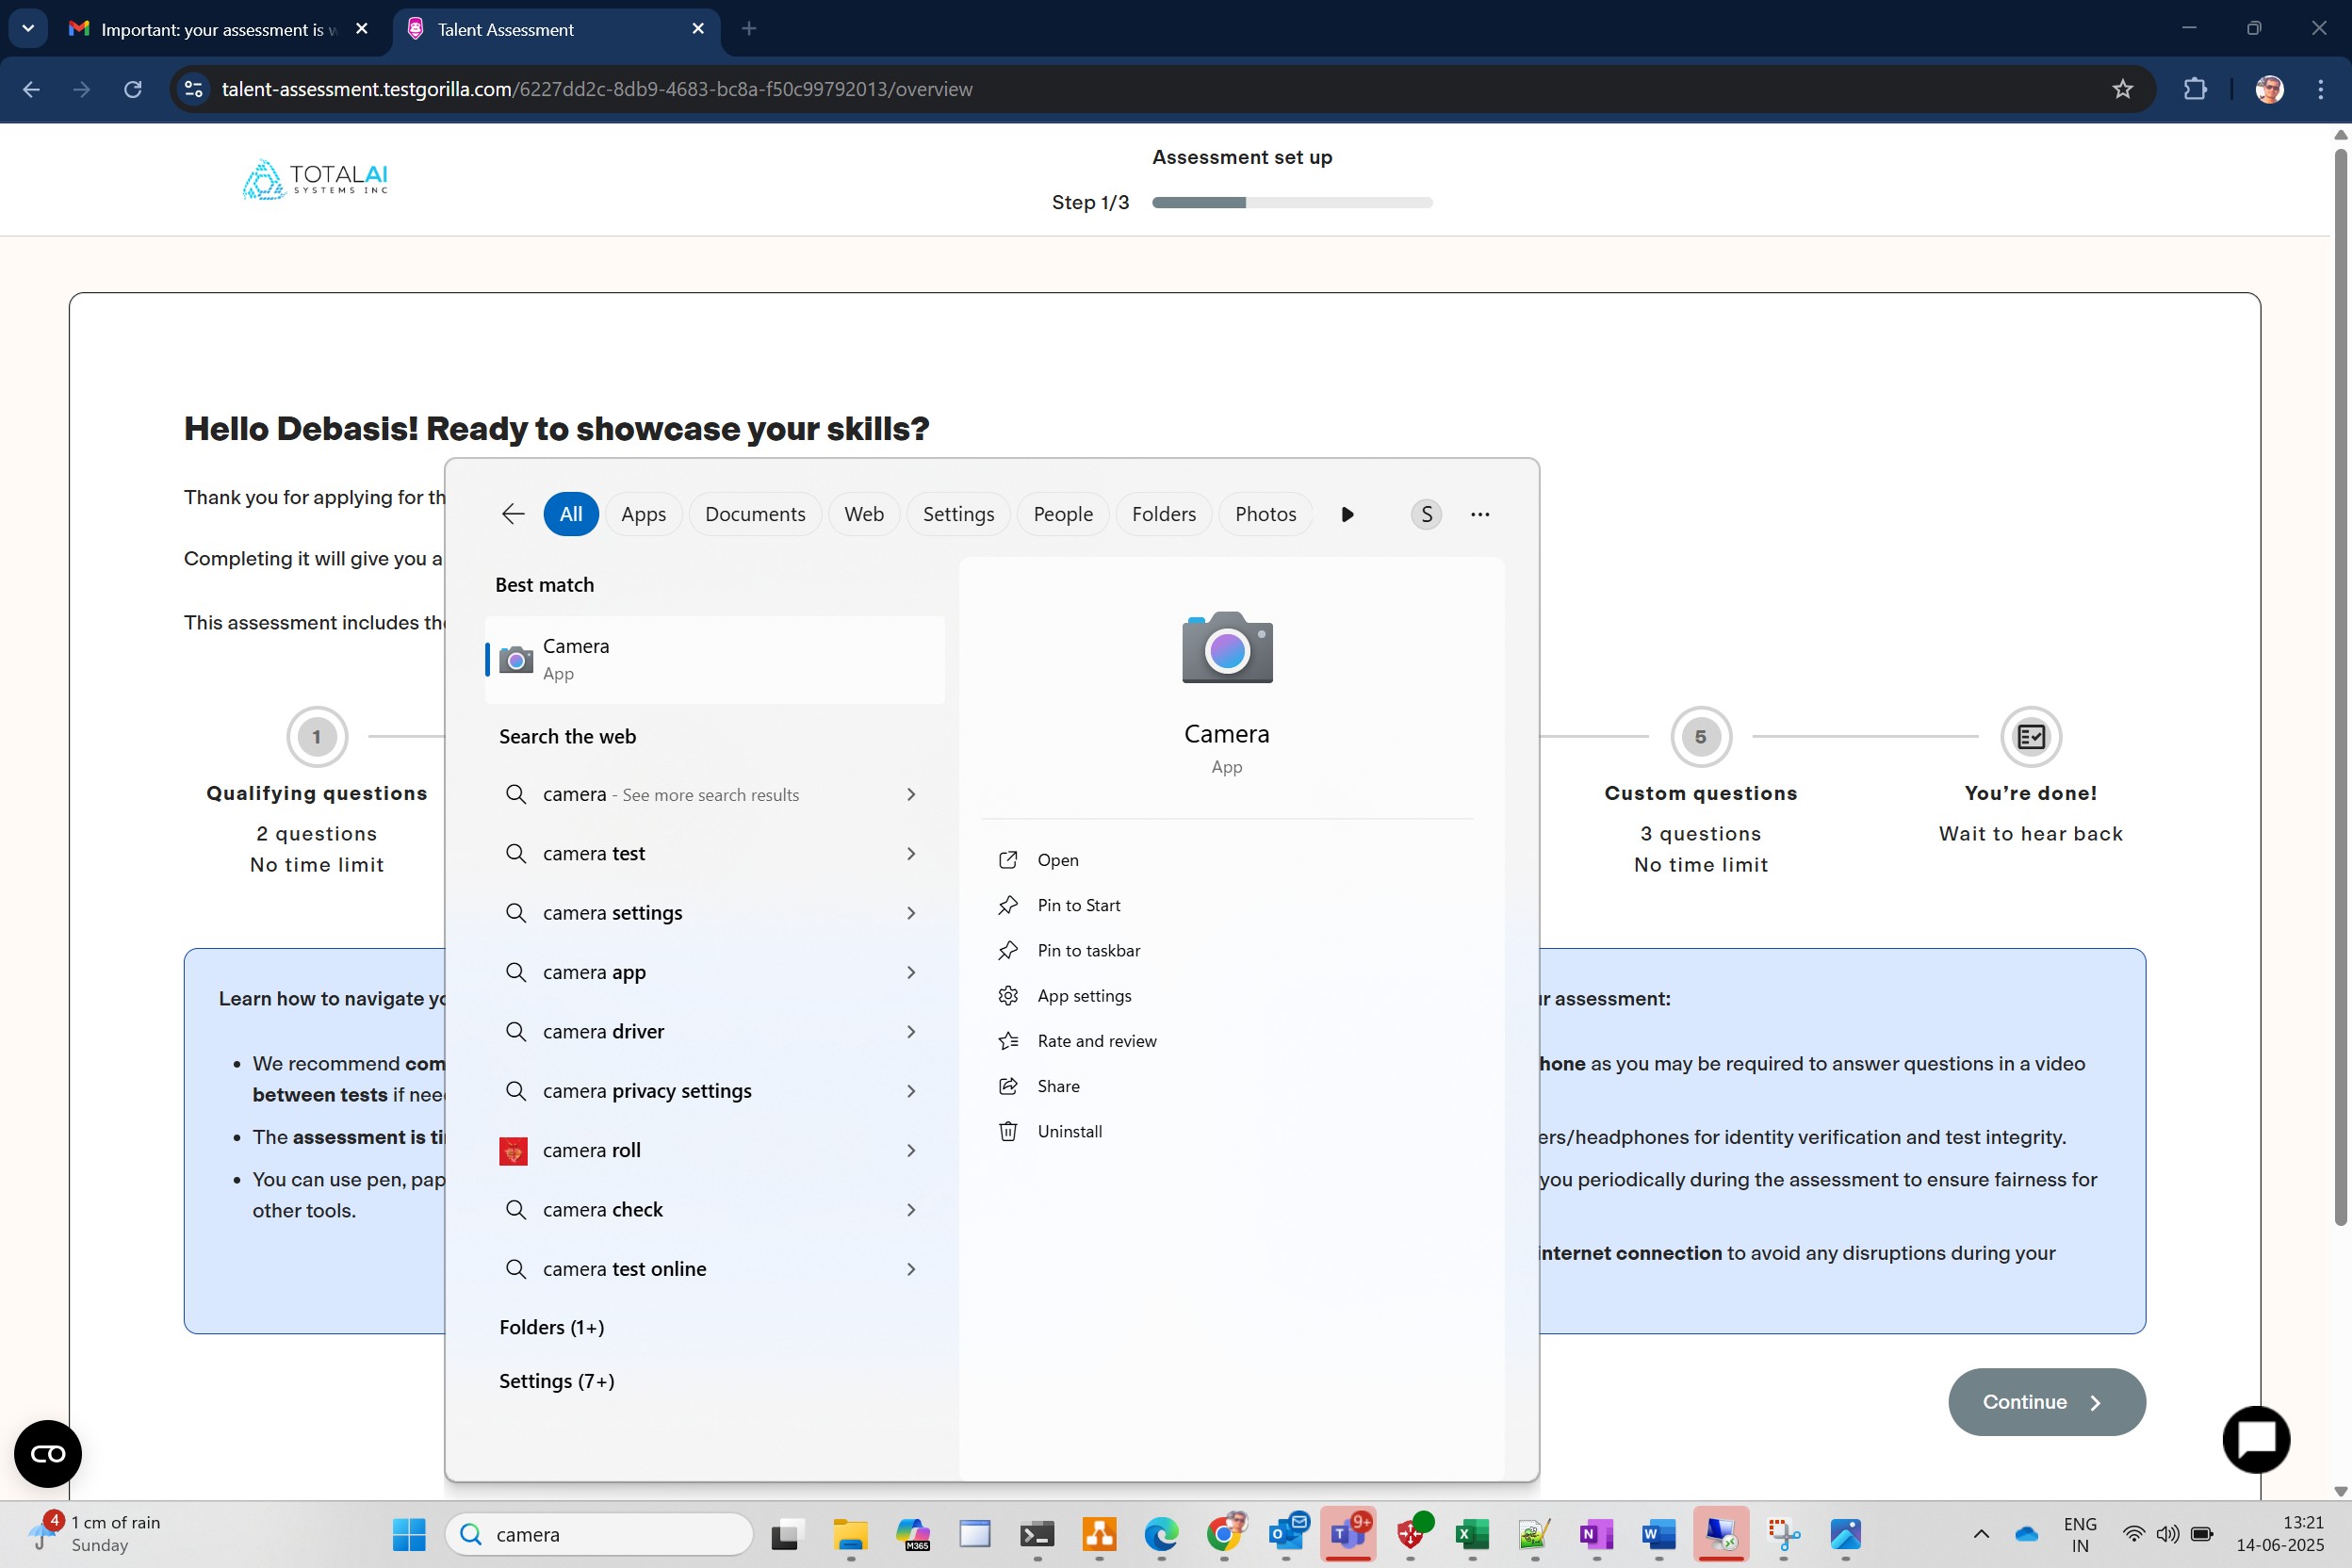 Important: your assessment is w
Talent Assessment
talent-assessment.testgorilla.com/6227dd2c-8db9-4683-bc8a-f50c99792013/overview
TOTALAI
SYSTEMS INC
Assessment set up
Step 1/3
Hello Debasis! Ready to showcase your skills?
Thank you for applying for th
Completing it will give you a
This assessment includes the
1
Qualifying questions
2 questions
No time limit
5
Custom questions
3 questions
No time limit
You're done!
Wait to hear back
Learn how to navigate yo
We recommend com
between tests if nee
The assessment is ti
You can use pen, pap
other tools.
ur assessment:
hone as you may be required to answer questions in a video
ers/headphones for identity verification and test integrity.
you periodically during the assessment to ensure fairness for
internet connection to avoid any disruptions during your
Continue
All
Apps
Documents
Web
Settings
People
Folders
Photos
S
Best match
Camera
App
Search the web
camera - See more search results
camera test
camera settings
camera app
camera driver
camera privacy settings
camera roll
camera check
camera test online
Folders (1+)
Settings (7+)
Camera
App
Open
Pin to Start
Pin to taskbar
App settings
Rate and review
Share
Uninstall
4
1 cm of rain
Sunday
camera
M365
9+
ENG
IN
13:21
14-06-2025